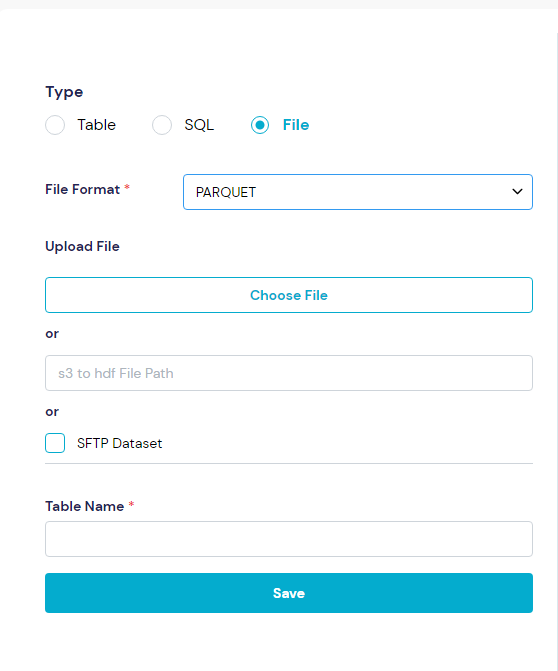 Type
Table SQL File
File Format * PARQUET
Upload File
Choose File
or
s3 to hdf File Path
or
SFTP Dataset
Table Name *
Save